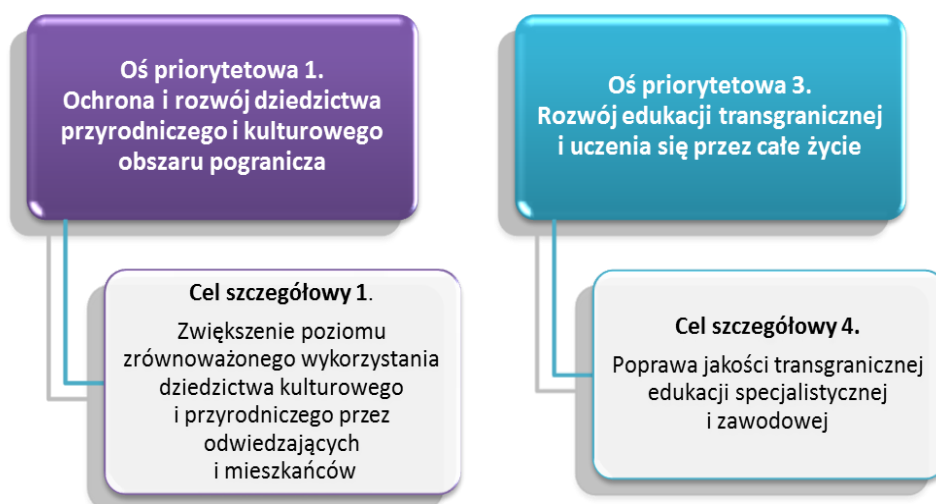 Oś priorytetowa 1.
Ochrona i rozwój dziedzictwa
przyrodniczego i kulturowego
obszaru pogranicza
Cel szczegółowy 1.
Zwiększenie poziomu
zrównoważonego wykorzystania
dziedzictwa kulturowego
i przyrodniczego przez
odwiedzających
i mieszkańców
Oś priorytetowa 3.
Rozwój edukacji transgranicznej
i uczenia się przez całe życie
Cel szczegółowy 4.
Poprawa jakości transgranicznej
edukacji specjalistycznej
i zawodowej